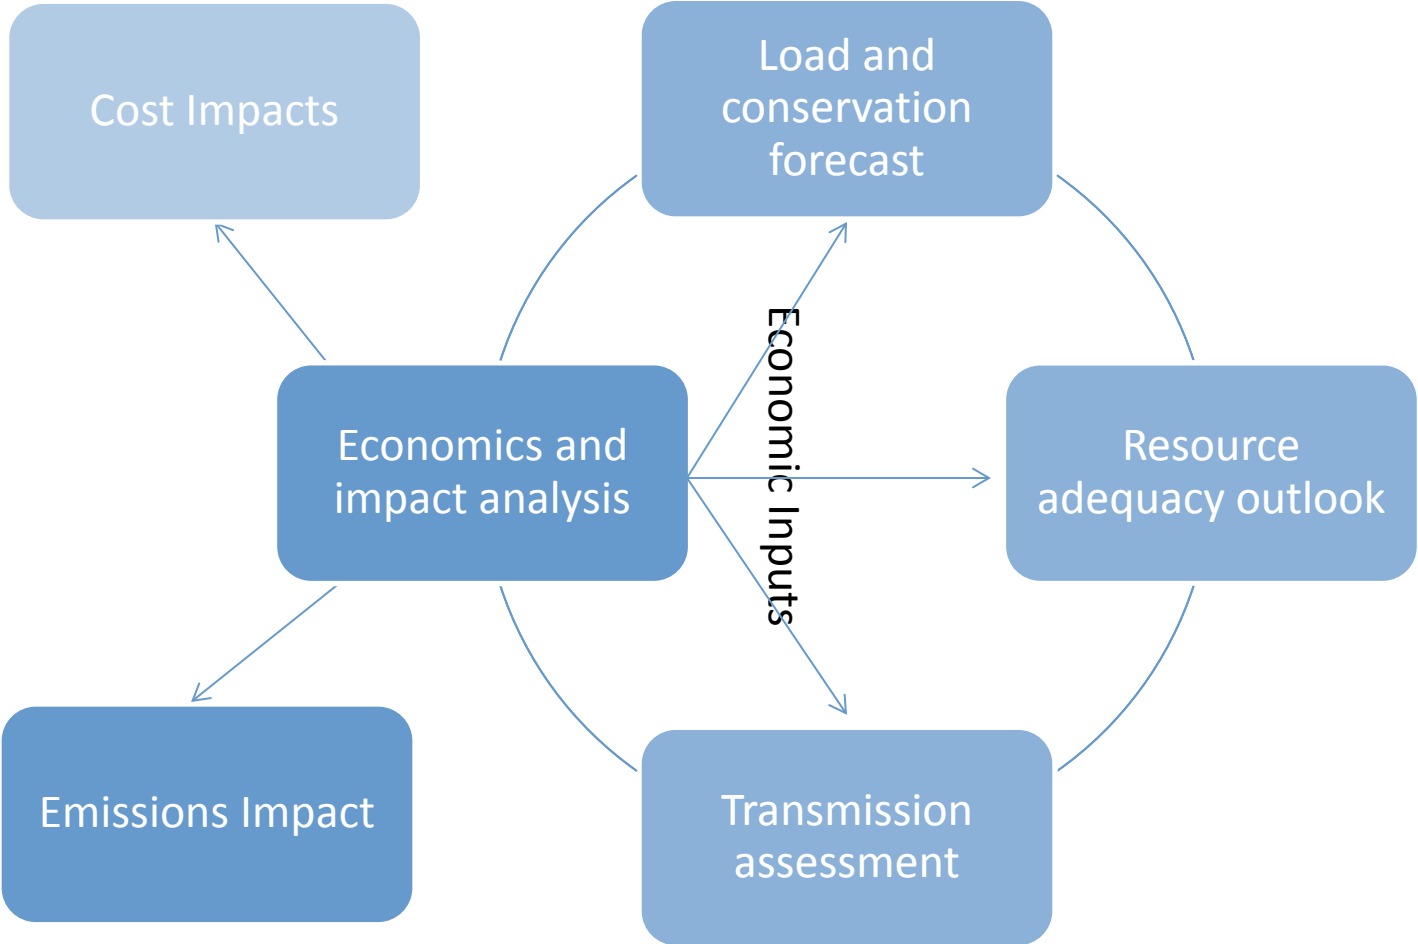 Cost Impacts
Load and
conservation
forecast
Economics and
impact analysis
Economic Inputs
Resource
adequacy outlook
Emissions Impact
Transmission
assessment